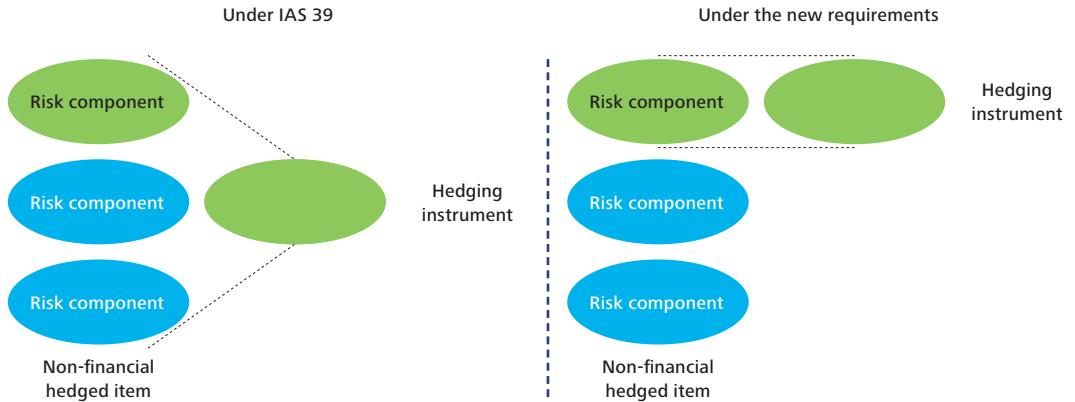 Under IAS 39
Risk component
Risk component
Risk component
Hedging
instrument
Non-financial
hedged item
Under the new requirements
Risk component
Hedging
instrument
Risk component
Risk component
Non-financial
hedged item